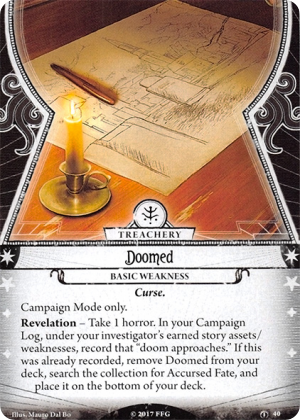 TREACHERY
Doomed
BASIC WEAKNESS
Curse.
Campaign Mode only.
Revelation – Take 1 horror. In your Campaign
Log, under your investigator's earned story assets/
weaknesses, record that "doom approaches." If this
was already recorded, remove Doomed from your
deck, search the collection for Accursed Fate, and
place it on the bottom of your deck.
Illus. Mauro Dal Bo
© 2017 FFG
40